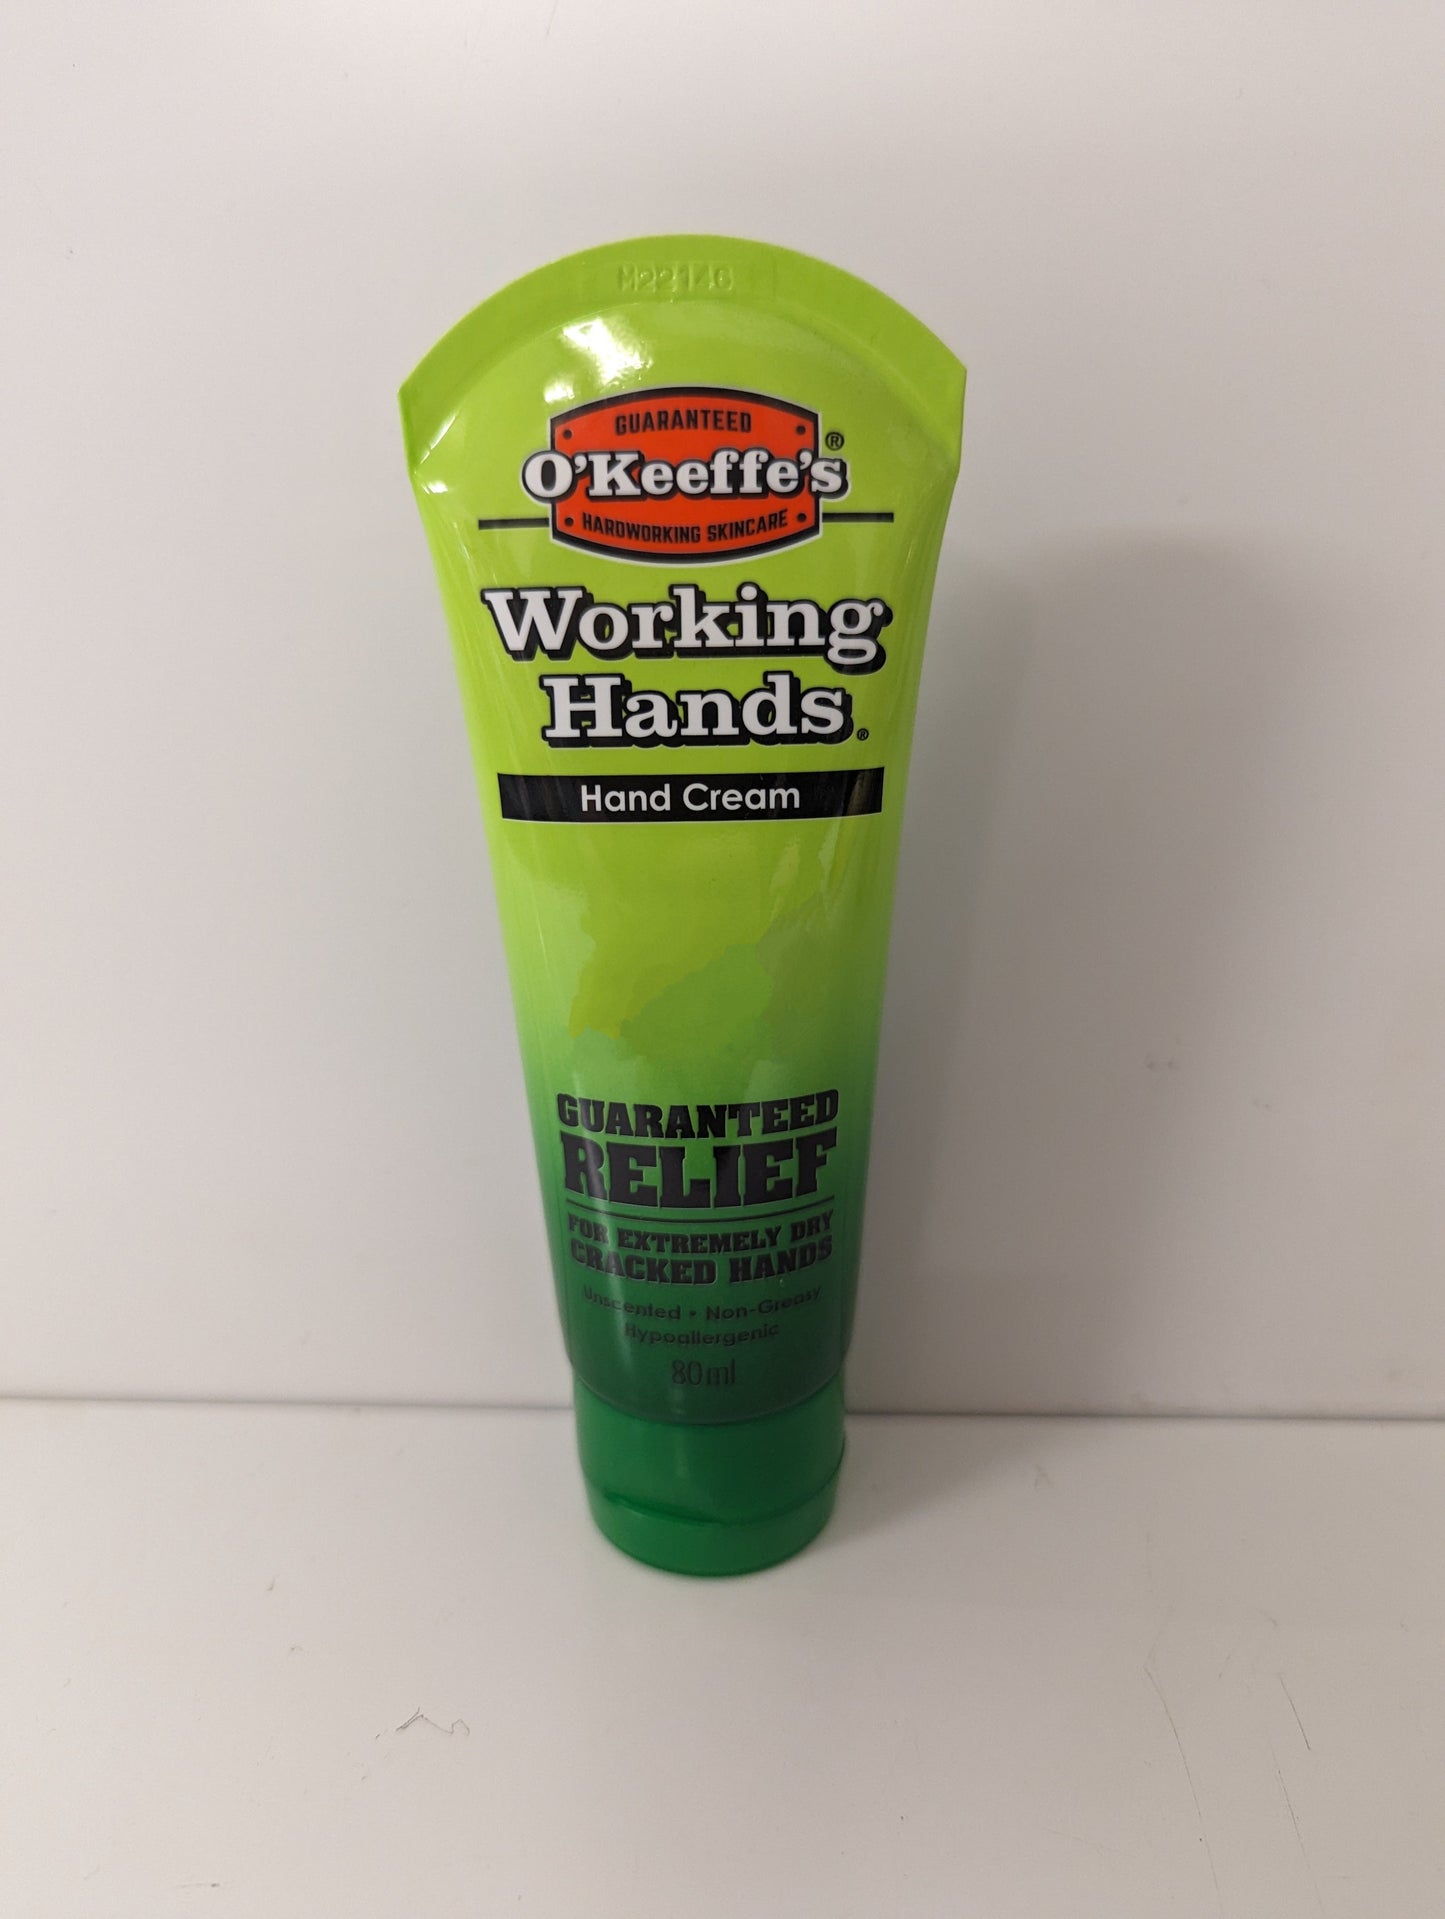 M22146
GUARANTEED
O'Keeffe's®
HARDWORKING SKINCARE
Working
Hands®
Hand Cream
GUARANTEED
RELIEF
FOR EXTREMELY DRY
CRACKED HANDS
Unscented • Non-Greasy
Hypoallergenic
80ml